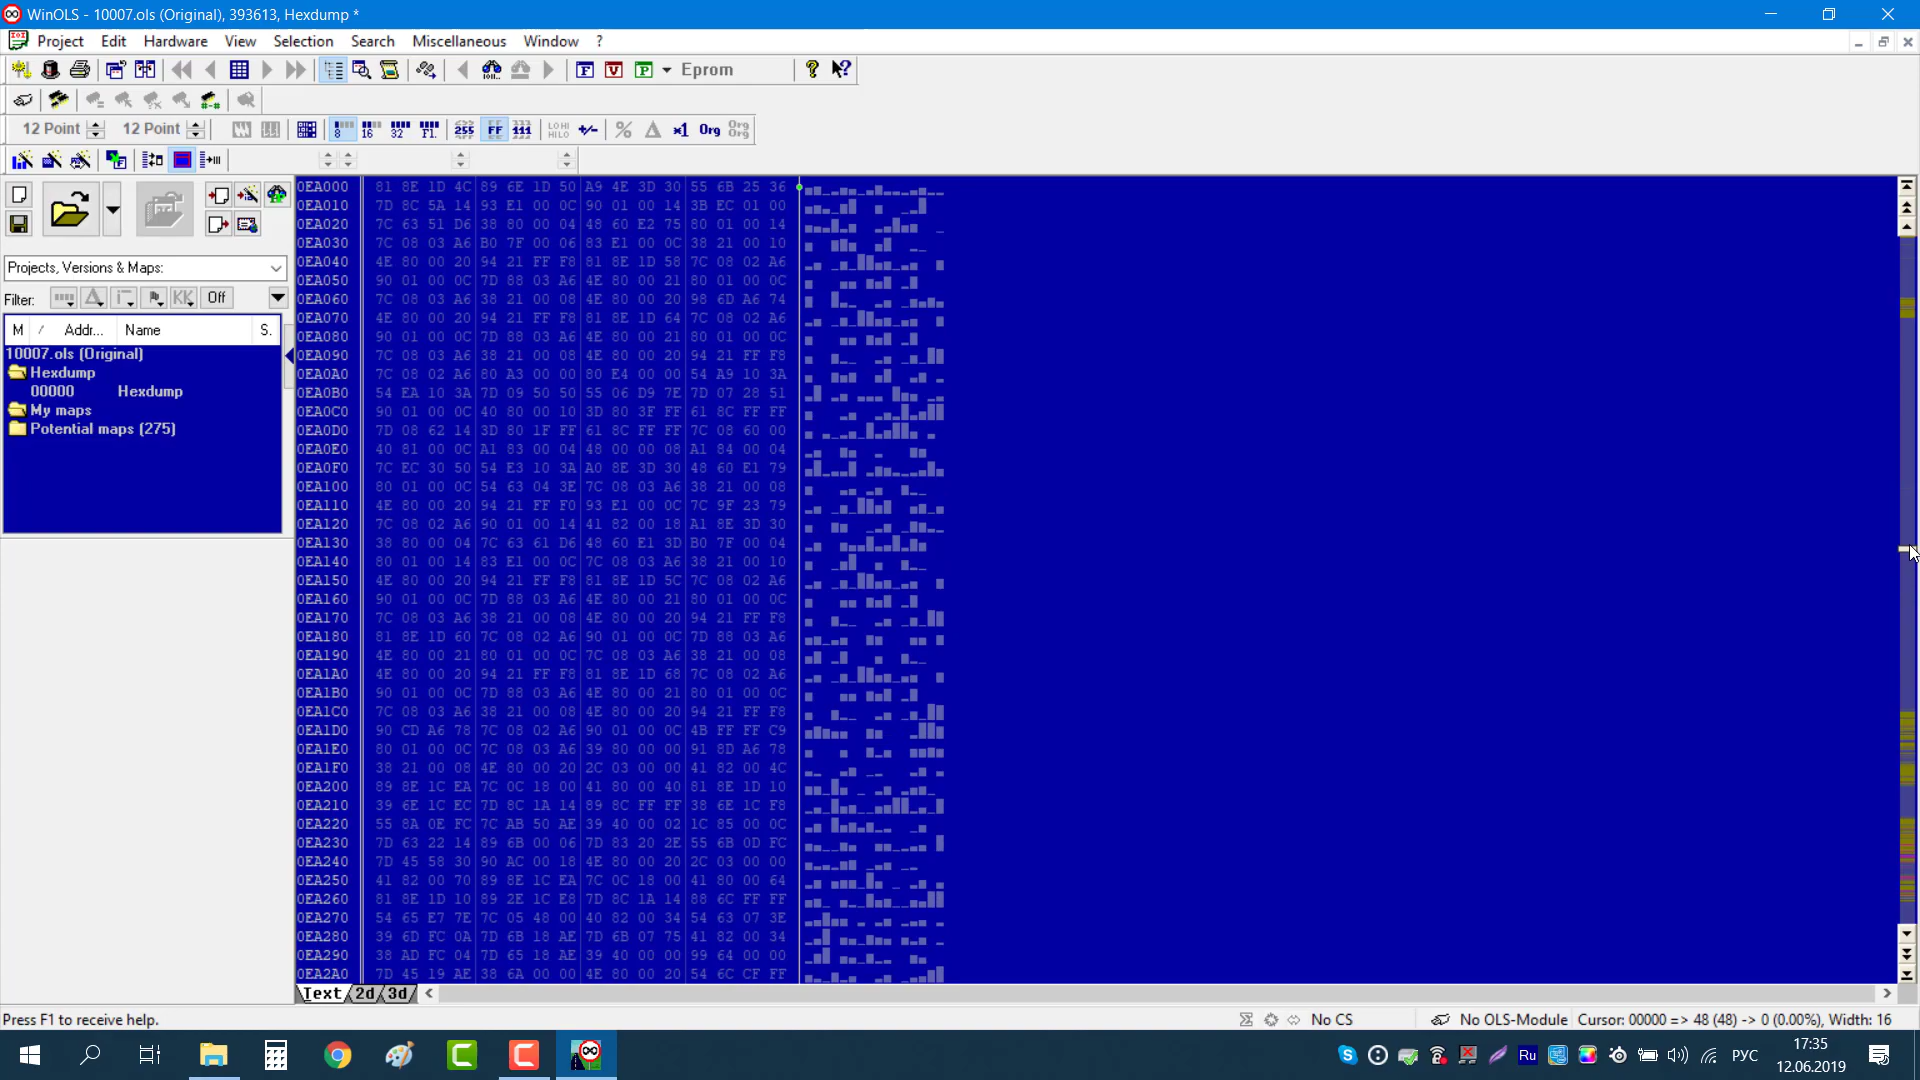 WinOLS - 10007.ols (Original), 393613, Hexdump *
Project Edit Hardware View Selection Search Miscellaneous Window ?
Eprom
12 Point 12 Point 8 16 32 F1. 255 FF 111 LOHI HILO +/- % x1 Org Org Org
Projects, Versions & Maps:
Filter: Off
M / Addr... Name S.
10007.ols (Original)
Hexdump
00000 Hexdump
My maps
Potential maps (275)
0EA000 81 8E 1D 4C 89 6E 1D 50 A9 4E 3D 30 55 6B 25 36
0EA010 7D 8C 5A 14 93 E1 00 0C 90 01 00 14 3B EC 01 00
0EA020 7C 63 51 D6 38 80 00 04 48 60 E2 75 80 01 00 14
0EA030 7C 08 03 A6 B0 7F 00 06 83 E1 00 0C 38 21 00 10
0EA040 4E 80 00 20 94 21 FF F8 81 8E 1D 58 7C 08 02 A6
0EA050 90 01 00 0C 7D 88 03 A6 4E 80 00 21 80 01 00 0C
0EA060 7C 08 03 A6 38 21 00 08 4E 80 00 20 98 6D A6 74
0EA070 4E 80 00 20 94 21 FF F8 81 8E 1D 64 7C 08 02 A6
0EA080 90 01 00 0C 7D 88 03 A6 4E 80 00 21 80 01 00 0C
0EA090 7C 08 03 A6 38 21 00 08 4E 80 00 20 94 21 FF F8
0EA0A0 7C 08 02 A6 80 A3 00 00 80 E4 00 00 54 A9 10 3A
0EA0B0 54 EA 10 3A 7D 09 50 50 55 06 D9 7E 7D 07 28 51
0EA0C0 90 01 00 0C 40 80 00 10 3D 80 3F FF 61 8C FF FF
0EA0D0 7D 08 62 14 3D 80 1F FF 61 8C FF FF 7C 08 60 00
0EA0E0 40 81 00 0C A1 83 00 04 48 00 00 08 A1 84 00 04
0EA0F0 7C EC 30 50 54 E3 10 3A A0 8E 3D 30 48 60 E1 79
0EA100 80 01 00 0C 54 63 04 3E 7C 08 03 A6 38 21 00 08
0EA110 4E 80 00 20 94 21 FF F0 93 E1 00 0C 7C 9F 23 79
0EA120 7C 08 02 A6 90 01 00 14 41 82 00 18 A1 8E 3D 30
0EA130 38 80 00 04 7C 63 61 D6 48 60 E1 3D B0 7F 00 04
0EA140 80 01 00 14 83 E1 00 0C 7C 08 03 A6 38 21 00 10
0EA150 4E 80 00 20 94 21 FF F8 81 8E 1D 5C 7C 08 02 A6
0EA160 90 01 00 0C 7D 88 03 A6 4E 80 00 21 80 01 00 0C
0EA170 7C 08 03 A6 38 21 00 08 4E 80 00 20 94 21 FF F8
0EA180 81 8E 1D 60 7C 08 02 A6 90 01 00 0C 7D 88 03 A6
0EA190 4E 80 00 21 80 01 00 0C 7C 08 03 A6 38 21 00 08
0EA1A0 4E 80 00 20 94 21 FF F8 81 8E 1D 68 7C 08 02 A6
0EA1B0 90 01 00 0C 7D 88 03 A6 4E 80 00 21 80 01 00 0C
0EA1C0 7C 08 03 A6 38 21 00 08 4E 80 00 20 94 21 FF F8
0EA1D0 90 CD A6 78 7C 08 02 A6 90 01 00 0C 4B FF FF C9
0EA1E0 80 01 00 0C 7C 08 03 A6 39 80 00 00 91 8D A6 78
0EA1F0 38 21 00 08 4E 80 00 20 2C 03 00 00 41 82 00 4C
0EA200 89 8E 1C EA 7C 0C 18 00 41 80 00 40 81 8E 1D 10
0EA210 39 6E 1C EC 7D 8C 1A 14 89 8C FF FF 38 6E 1C F8
0EA220 55 8A 0E FC 7C AB 50 AE 39 40 00 02 1C 85 00 0C
0EA230 7D 63 22 14 89 6B 00 06 7D 83 20 2E 55 6B 0D FC
0EA240 7D 45 58 30 90 AC 00 18 4E 80 00 20 2C 03 00 00
0EA250 41 82 00 70 89 8E 1C EA 7C 0C 18 00 41 80 00 64
0EA260 81 8E 1D 10 89 2E 1C E8 7D 8C 1A 14 88 6C FF FF
0EA270 54 65 E7 7E 7C 05 48 00 40 82 00 34 54 63 07 3E
0EA280 39 6D FC 0A 7D 6B 18 AE 7D 6B 07 75 41 82 00 34
0EA290 38 AD FC 04 7D 65 18 AE 39 40 00 00 99 64 00 00
0EA2A0 7D 45 19 AE 38 6A 00 00 4E 80 00 20 54 6C CF FF
Text 2d 3d
Press F1 to receive help. No CS No OLS-Module Cursor: 00000 => 48 (48) -> 0 (0.00%), Width: 16
Ru РУС 17:35
12.06.2019